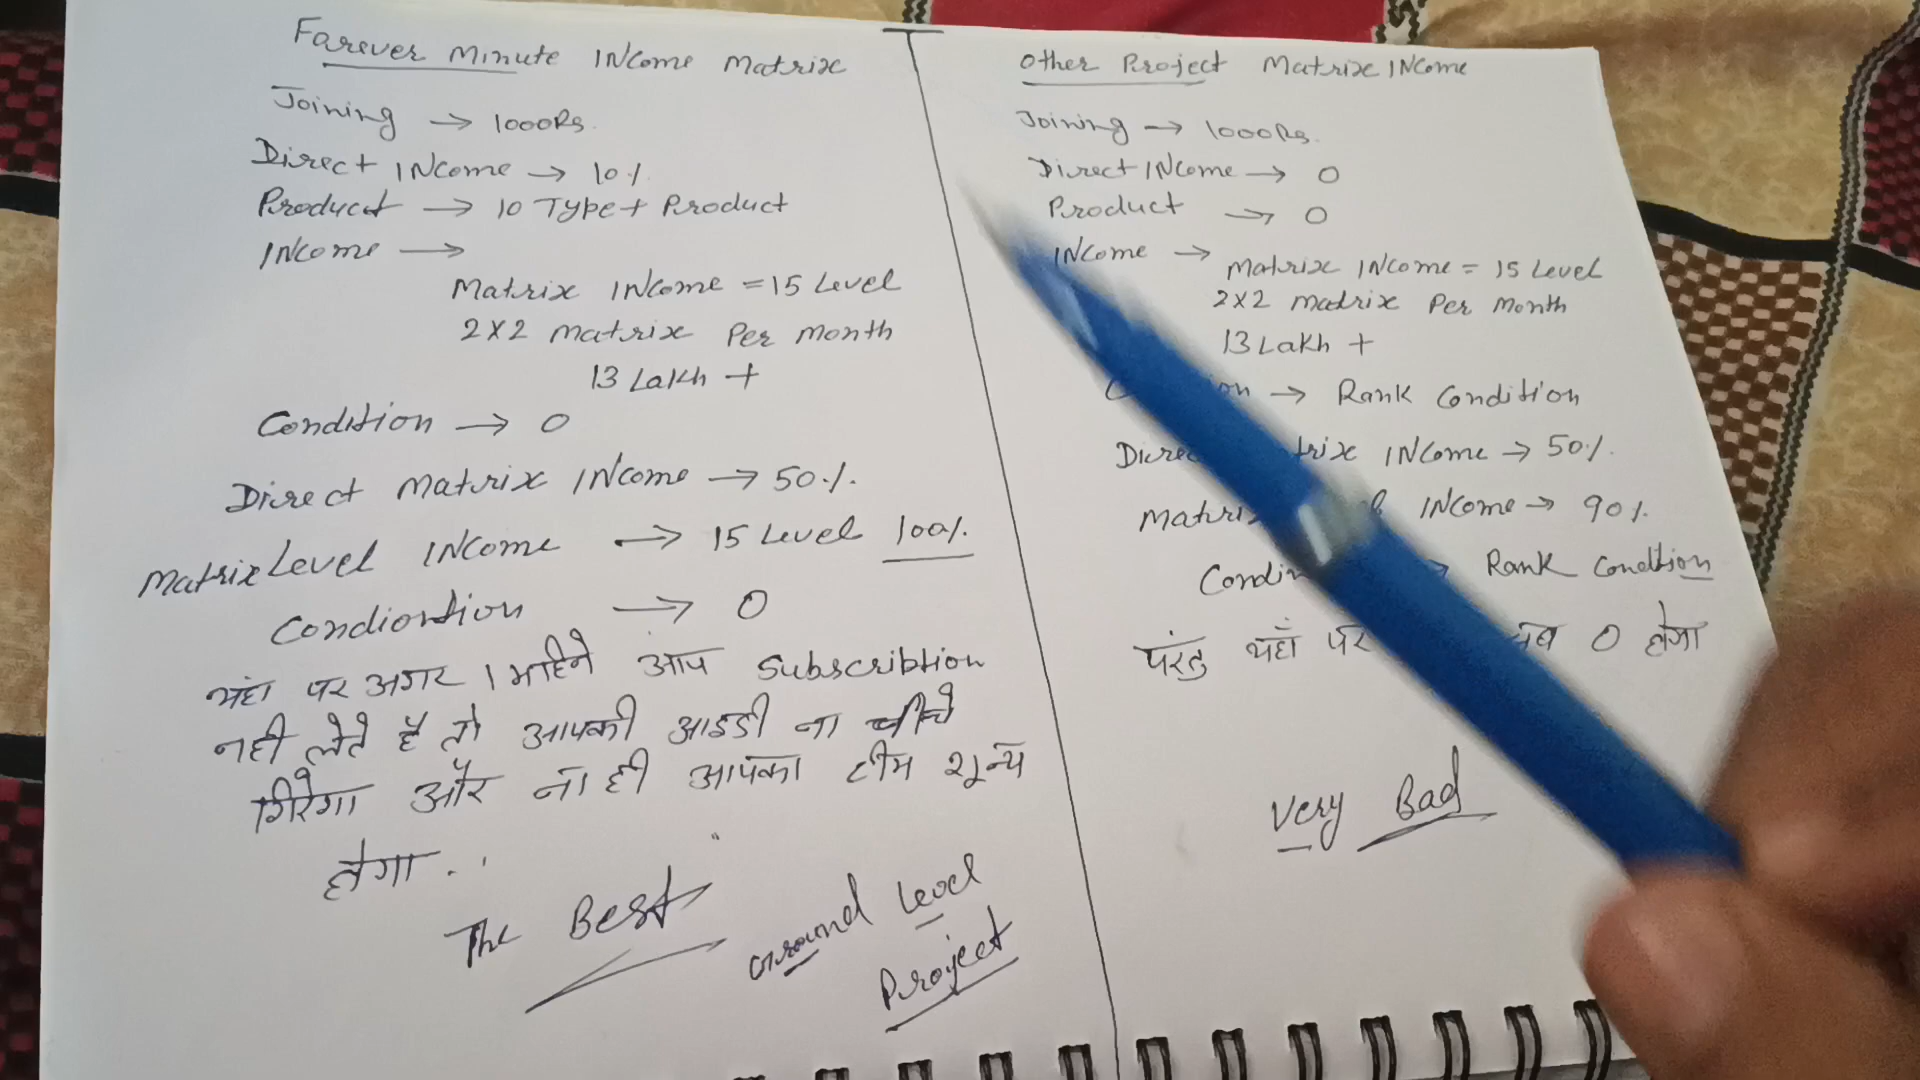 Farever Minute INcome Matrix
Joining → 1000Rs.
Direct INcome → 10%
Product → 10 Type+ Product
INcome →
Matrix INcome = 15 Level
2x2 matrix Per Month
13 Lakh +
Condition → 0
Direct Matrix INcome → 50%.
Matrix Level INcome → 15 Level 100%.
Condiontion → 0
यहां पर अगर 1 महिने आप Subscribtion
नही लेते है तो आपकी आइडी ना नीचे
गिरेगा और ना ही आपका टीम शून्य
होगा..
The Best
Ground Level
Project
Other Project Matrix INcome
Joining → 1000Rs.
Direct INcome → 0
Product → 0
INcome →
Matrix INcome = 15 Level
2x2 matrix Per Month
13 Lakh +
→ Rank Condition
INcome → 50%.
INcome → 90%.
Rank Condition
परंतु यहाँ पर 0 होगा
Very Bad